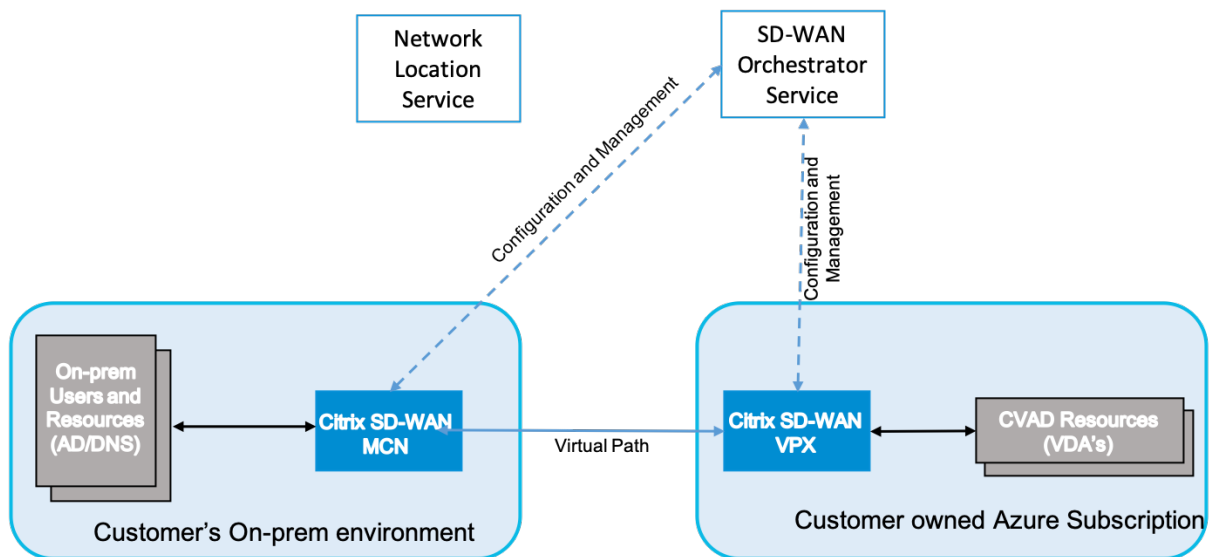 Network
Location
Service
SD-WAN
Orchestrator
Service
Configuration and Management
Configuration and
Management
On-prem
Users and
Resources
(AD/DNS)
Citrix SD-WAN
MCN
Virtual Path
Citrix SD-WAN
VPX
CVAD Resources
(VDA's)
Customer's On-prem environment
Customer owned Azure Subscription